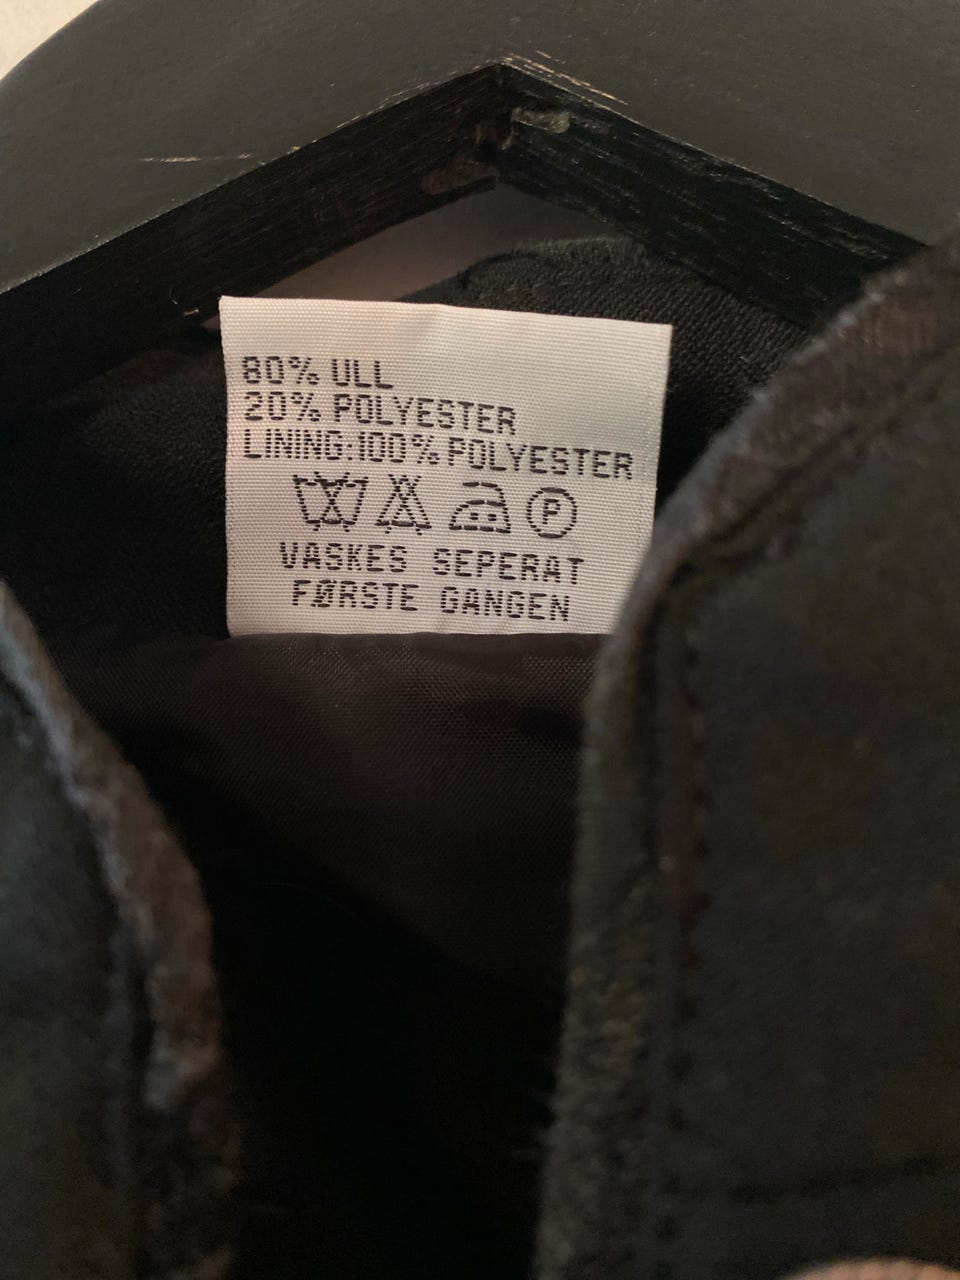 80% ULL
20% POLYESTER
LINING:100% POLYESTER
P
VASKES SEPERAT
FØRSTE GANGEN